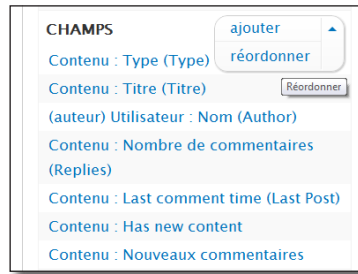 CHAMPS
ajouter
Contenu : Type (Type)
réordonner
Contenu : Titre (Titre)
Réordonner
(auteur) Utilisateur : Nom (Author)
Contenu : Nombre de commentaires
(Replies)
Contenu : Last comment time (Last Post)
Contenu : Has new content
Contenu : Nouveaux commentaires